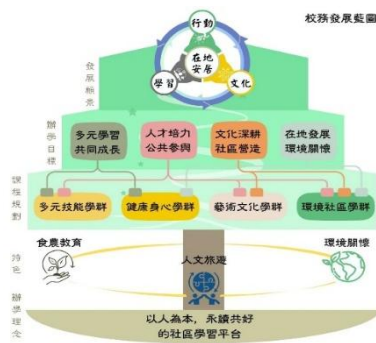 校務發展藍圖
行動
在地
安居
學習
文化
發展願景
辦學目標
多元學習
共同成長
人才培力
公共參與
文化深耕
社區營造
在地發展
環境關懷
課程規劃
多元技能學群
健康身心學群
藝術文化學群
環境社區學群
特色
食農教育
人文旅遊
環境關懷
辦學理念
以人為本，永續共好
的社區學習平台